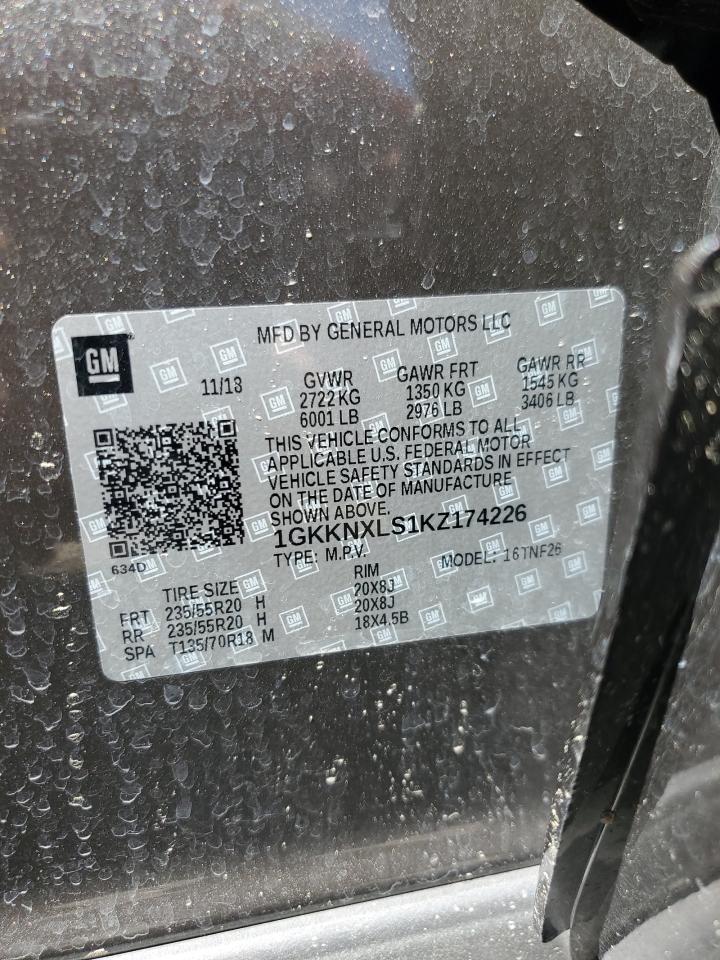 GM
MFD BY GENERAL MOTORS LLC
11/18
GVWR GAWR FRT GAWR RR
2722 KG 1350 KG 1545 KG
6001 LB 2976 LB 3406 LB
THIS VEHICLE CONFORMS TO ALL
APPLICABLE U.S. FEDERAL MOTOR
VEHICLE SAFETY STANDARDS IN EFFECT
ON THE DATE OF MANUFACTURE
SHOWN ABOVE.
1GKKNXLS1KZ174226
634D TYPE: M.P.V. MODEL: 16TNF26
TIRE SIZE RIM
FRT 235/55R20 H 20X8J
RR 235/55R20 H 20X8J
SPA T135/70R18 M 18X4.5B